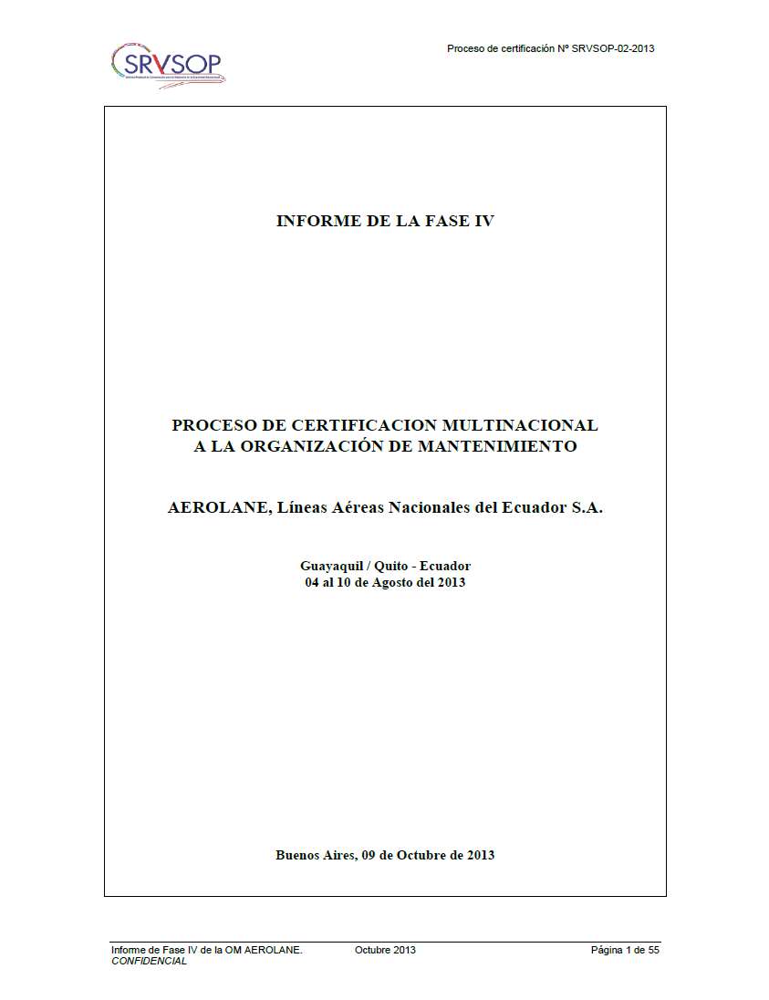 SRVSOP
Proceso de certificación Nº SRVSOP-02-2013
INFORME DE LA FASE IV
PROCESO DE CERTIFICACION MULTINACIONAL
A LA ORGANIZACIÓN DE MANTENIMIENTO
AEROLANE, Líneas Aéreas Nacionales del Ecuador S.A.
Guayaquil / Quito - Ecuador
04 al 10 de Agosto del 2013
Buenos Aires, 09 de Octubre de 2013
Informe de Fase IV de la OM AEROLANE. Octubre 2013 Página 1 de 55
CONFIDENCIAL